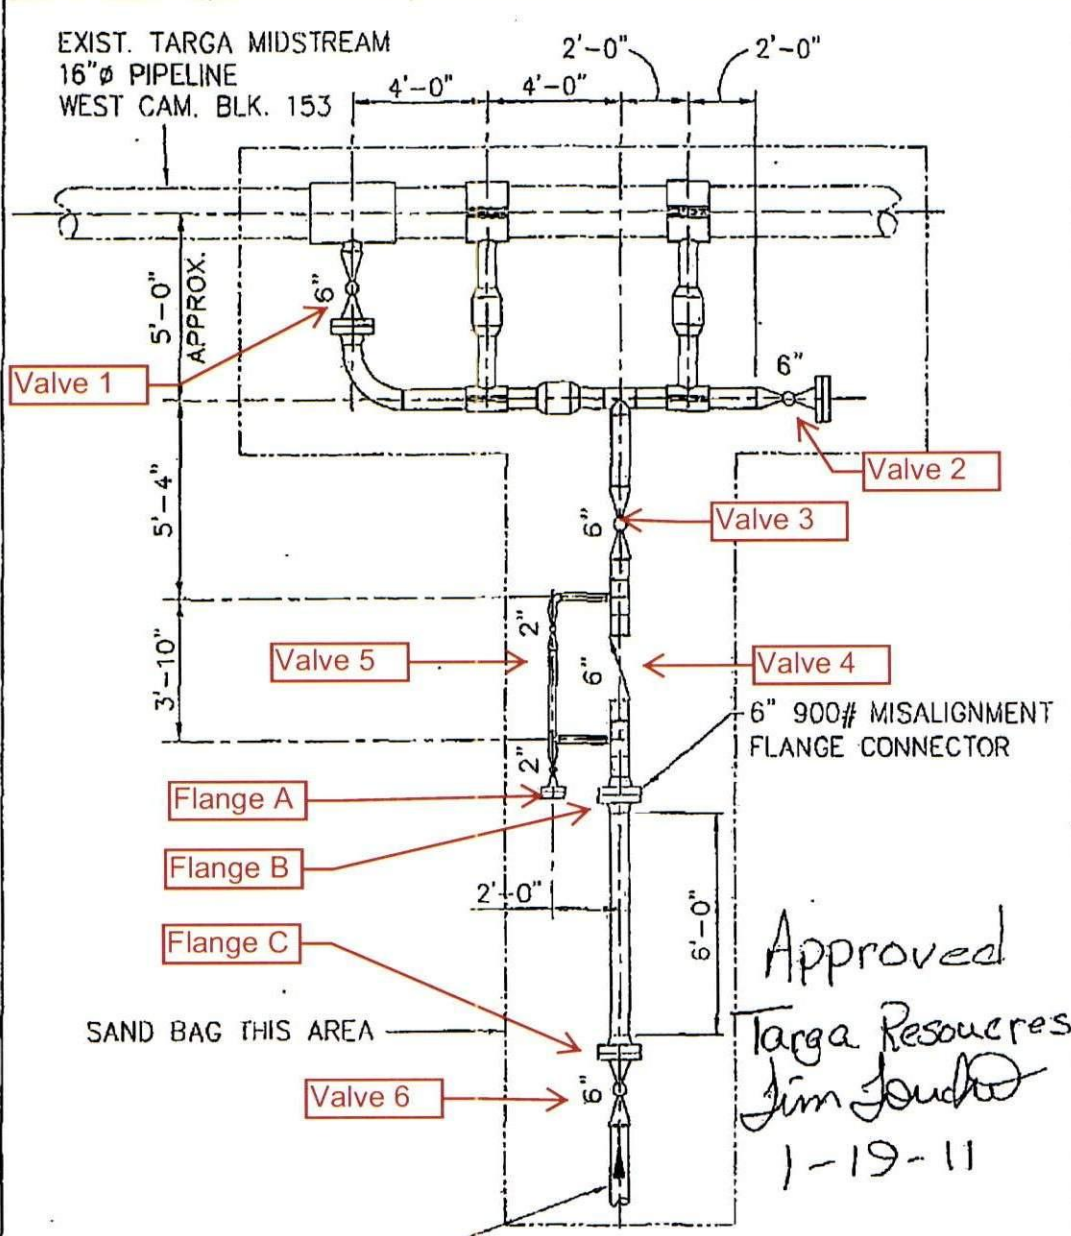 EXIST. TARGA MIDSTREAM
16"ø PIPELINE
WEST CAM. BLK. 153
4'-0"
4'-0"
2'-0"
2'-0"
5'-0"
APPROX.
6"
Valve 1
6"
Valve 2
5'-4"
6"
Valve 3
2"
Valve 5
6"
Valve 4
3'-10"
6" 900# MISALIGNMENT
FLANGE CONNECTOR
2"
Flange A
Flange B
2'-0"
6'-0"
Flange C
SAND BAG THIS AREA
Valve 6
6"
Approved
Targa Resoucres
Jim
1-19-11